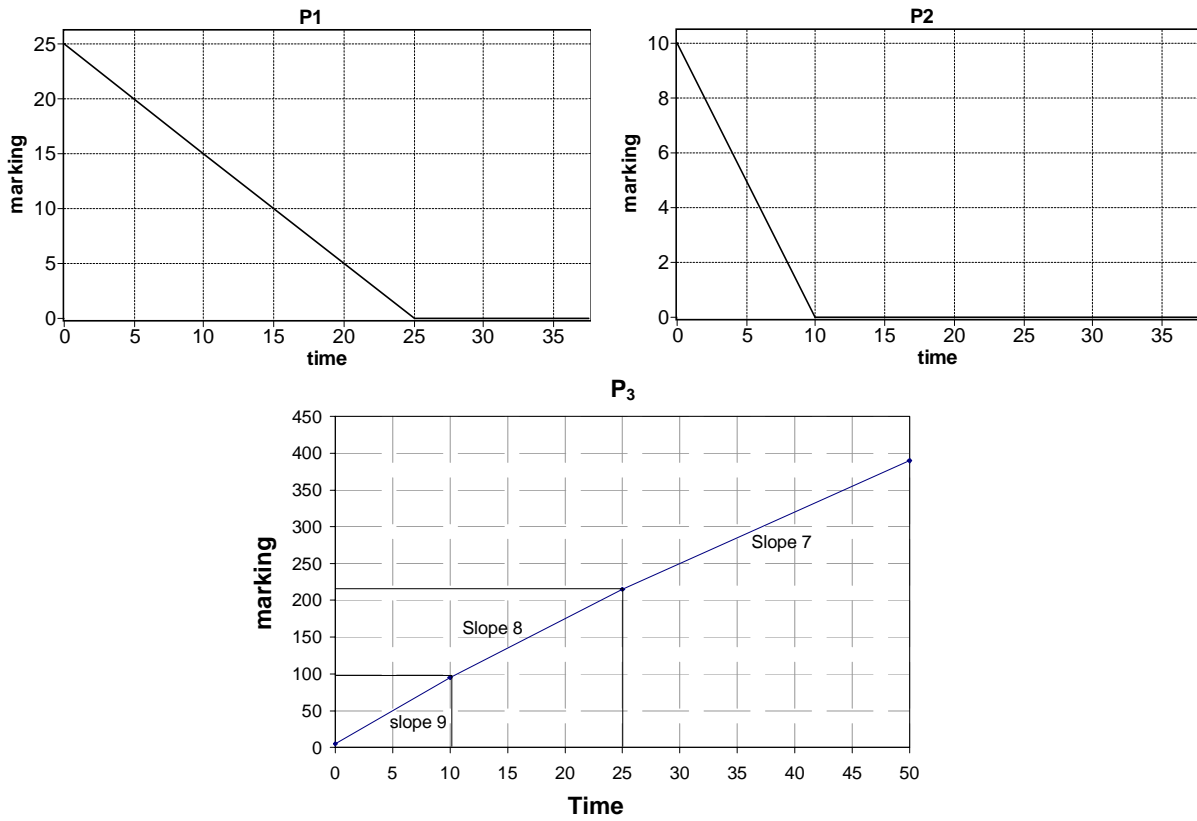 P1
25
20
15
10
5
0
marking
0 5 10 15 20 25 30 35
time
P2
10
8
6
4
2
0
marking
0 5 10 15 20 25 30 35
time
P3
450
400
350
300
250
200
150
100
50
0
marking
Slope 7
Slope 8
slope 9
0 5 10 15 20 25 30 35 40 45 50
Time